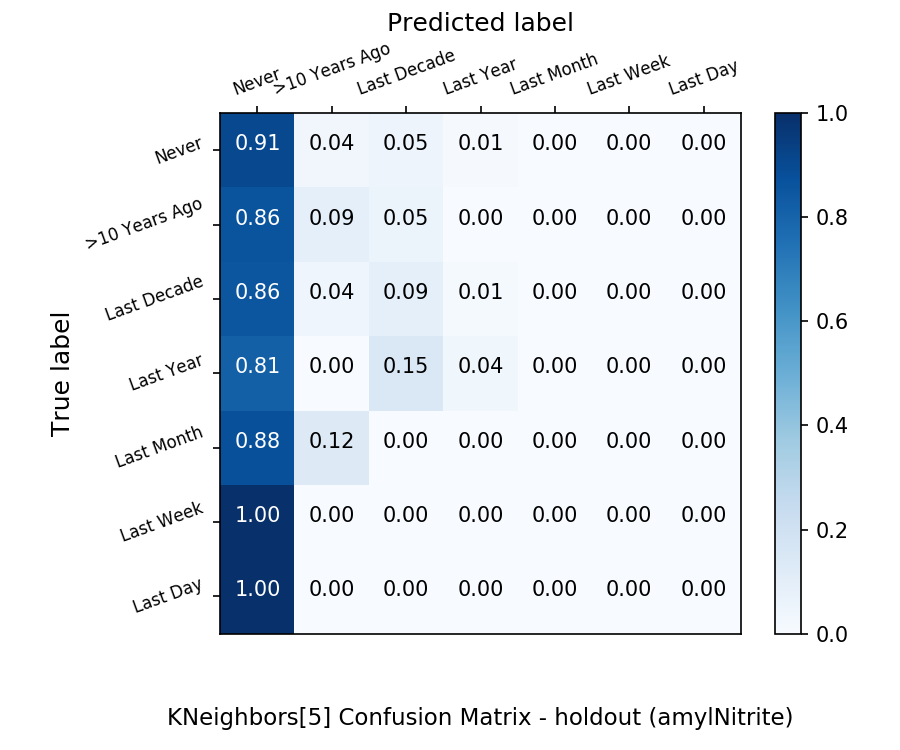 Predicted label
Never >10 Years Ago Last Decade Last Year Last Month Last Week Last Day
True label
Never 0.91 0.04 0.05 0.01 0.00 0.00 0.00
>10 Years Ago 0.86 0.09 0.05 0.00 0.00 0.00 0.00
Last Decade 0.86 0.04 0.09 0.01 0.00 0.00 0.00
Last Year 0.81 0.00 0.15 0.04 0.00 0.00 0.00
Last Month 0.88 0.12 0.00 0.00 0.00 0.00 0.00
Last Week 1.00 0.00 0.00 0.00 0.00 0.00 0.00
Last Day 1.00 0.00 0.00 0.00 0.00 0.00 0.00
1.0
0.8
0.6
0.4
0.2
0.0
KNeighbors[5] Confusion Matrix - holdout (amylNitrite)